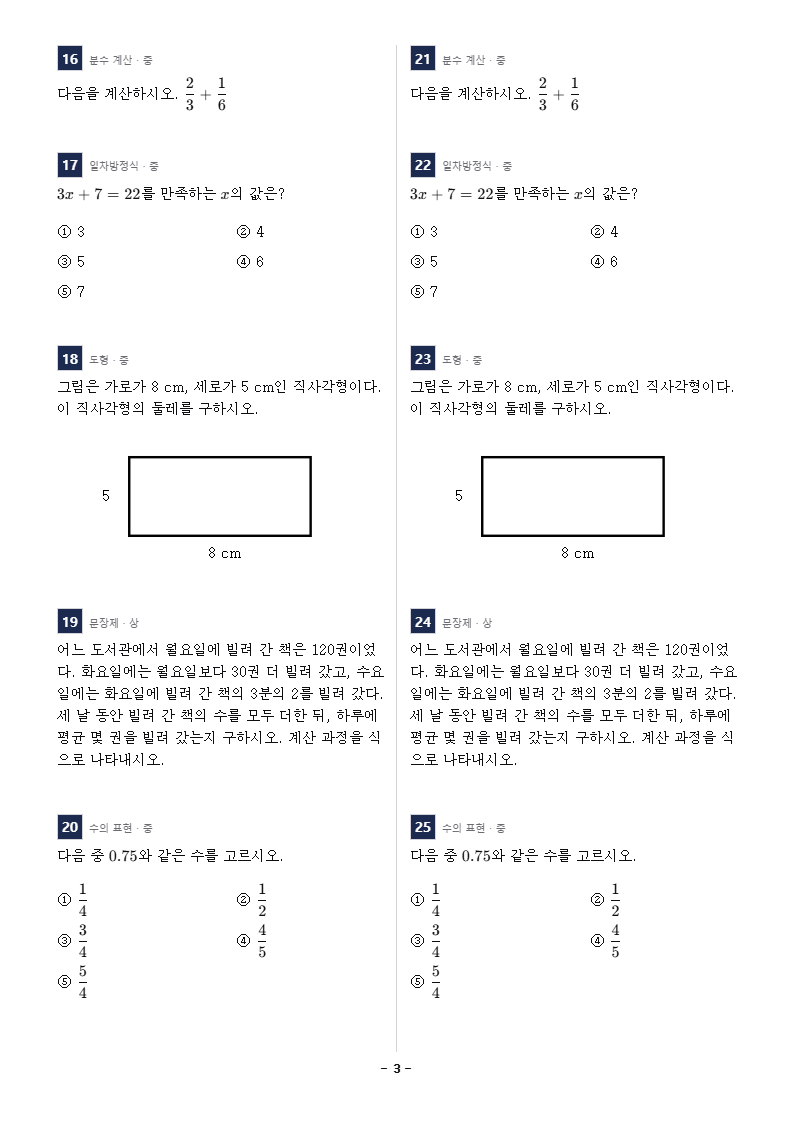 16 분수 계산 · 중
다음을 계산하시오. 2/3 + 1/6
17 일차방정식 · 중
3x + 7 = 22를 만족하는 x의 값은?
① 3 ② 4
③ 5 ④ 6
⑤ 7
18 도형 · 중
그림은 가로가 8 cm, 세로가 5 cm인 직사각형이다.
이 직사각형의 둘레를 구하시오.
5
8 cm
19 문장제 · 상
어느 도서관에서 월요일에 빌려 간 책은 120권이었
다. 화요일에는 월요일보다 30권 더 빌려 갔고, 수요
일에는 화요일에 빌려 간 책의 3분의 2를 빌려 갔다.
세 날 동안 빌려 간 책의 수를 모두 더한 뒤, 하루에
평균 몇 권을 빌려 갔는지 구하시오. 계산 과정을 식
으로 나타내시오.
20 수의 표현 · 중
다음 중 0.75와 같은 수를 고르시오.
① 1/4 ② 1/2
③ 3/4 ④ 4/5
⑤ 5/4
21 분수 계산 · 중
다음을 계산하시오. 2/3 + 1/6
22 일차방정식 · 중
3x + 7 = 22를 만족하는 x의 값은?
① 3 ② 4
③ 5 ④ 6
⑤ 7
23 도형 · 중
그림은 가로가 8 cm, 세로가 5 cm인 직사각형이다.
이 직사각형의 둘레를 구하시오.
5
8 cm
24 문장제 · 상
어느 도서관에서 월요일에 빌려 간 책은 120권이었
다. 화요일에는 월요일보다 30권 더 빌려 갔고, 수요
일에는 화요일에 빌려 간 책의 3분의 2를 빌려 갔다.
세 날 동안 빌려 간 책의 수를 모두 더한 뒤, 하루에
평균 몇 권을 빌려 갔는지 구하시오. 계산 과정을 식
으로 나타내시오.
25 수의 표현 · 중
다음 중 0.75와 같은 수를 고르시오.
① 1/4 ② 1/2
③ 3/4 ④ 4/5
⑤ 5/4
- 3 -